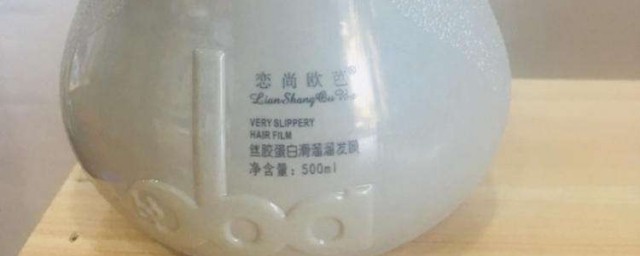 恋尚欧芭
LianShangOu
VERY SLIPPERY
HAIR FILM
丝胶蛋白滑溜溜发膜
净含量：500ml